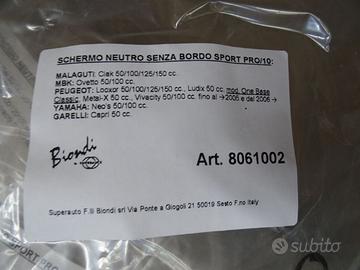 SCHERMO NEUTRO SENZA BORDO SPORT PRO/10:
MALAGUTI: Ciak 50/100/125/150 cc.
MBK: Ovetto 50/100 cc.
PEUGEOT: Looxor 50/100/125/150 cc., Ludix 50 cc. mod. One Base
Classic, Metal-X 50 cc., Vivacity 50/100 cc. fino al →2005 e dal 2006
→
YAMAHA: Neo's 50/100 cc.
GARELLI: Capri 50 cc.
Biondi
Art. 8061002
Superauto F.lli Biondi srl Via Ponte a Giogoli 21 50019 Sesto F.no Italy
SPORT PRO
subito